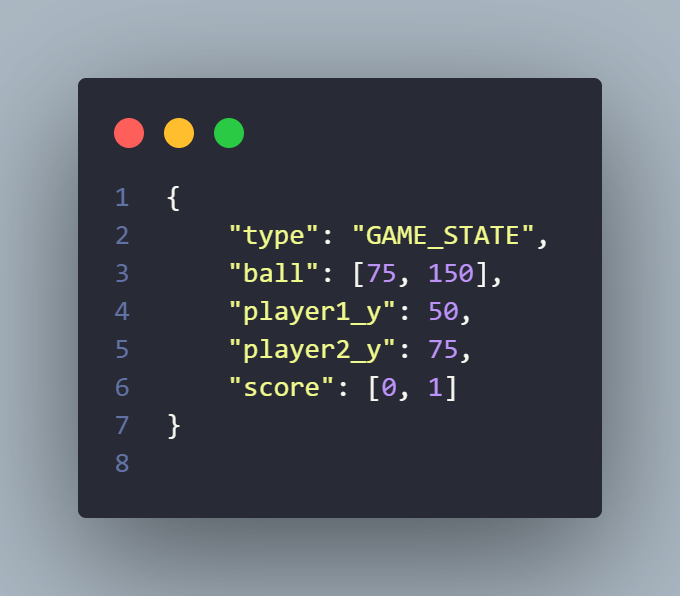 1 {
2     "type": "GAME_STATE",
3     "ball": [75, 150],
4     "player1_y": 50,
5     "player2_y": 75,
6     "score": [0, 1]
7 }
8